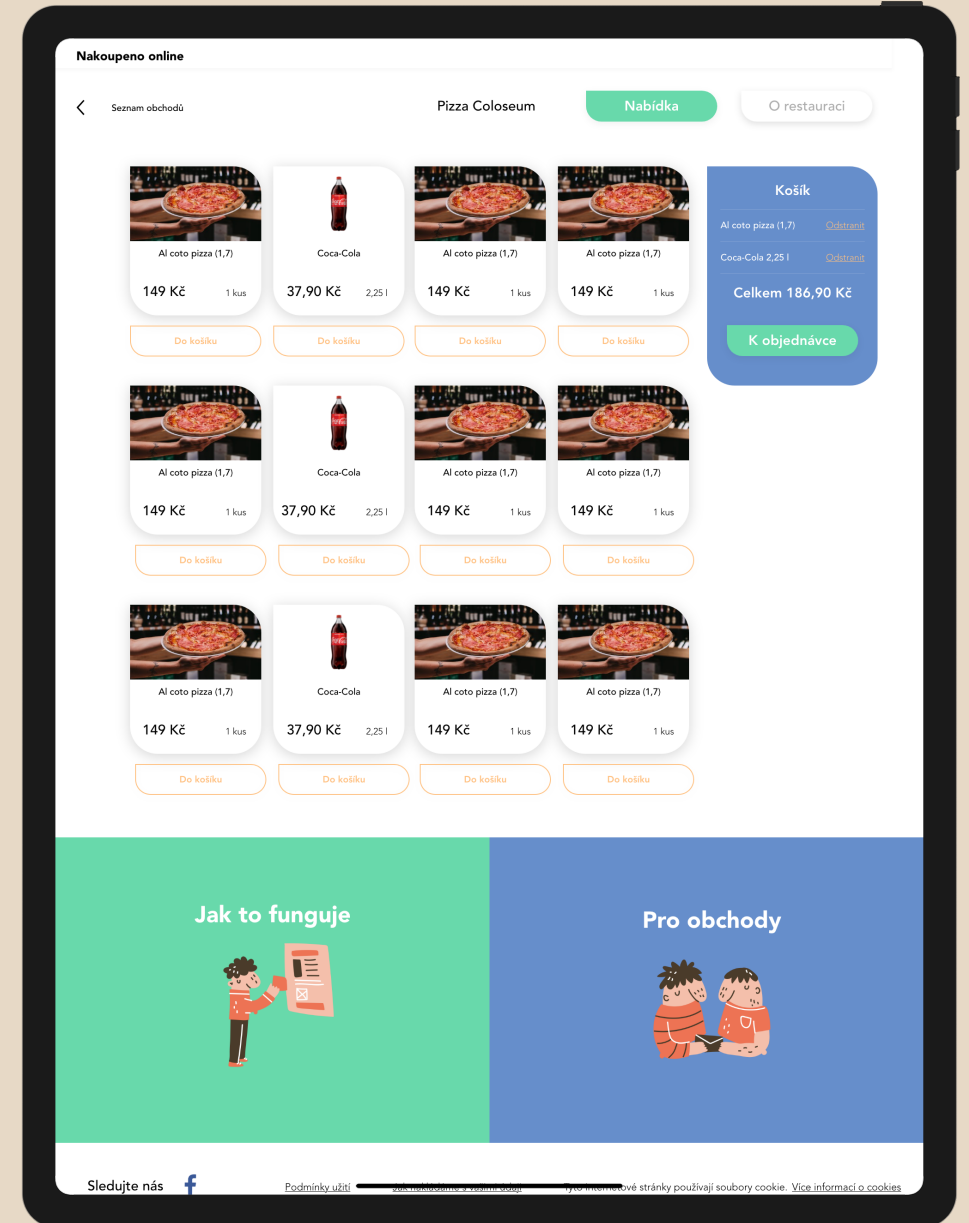 Nakoupeno online
Seznam obchodů
Pizza Coloseum
Nabídka
O restauraci
Al coto pizza (1,7)
149 Kč 1 kus
Do košíku
Coca-Cola
37,90 Kč 2,25 l
Do košíku
Al coto pizza (1,7)
149 Kč 1 kus
Do košíku
Al coto pizza (1,7)
149 Kč 1 kus
Do košíku
Košík
Al coto pizza (1,7) Odstranit
Coca-Cola 2,25 l Odstranit
Celkem 186,90 Kč
K objednávce
Al coto pizza (1,7)
149 Kč 1 kus
Do košíku
Coca-Cola
37,90 Kč 2,25 l
Do košíku
Al coto pizza (1,7)
149 Kč 1 kus
Do košíku
Al coto pizza (1,7)
149 Kč 1 kus
Do košíku
Al coto pizza (1,7)
149 Kč 1 kus
Do košíku
Coca-Cola
37,90 Kč 2,25 l
Do košíku
Al coto pizza (1,7)
149 Kč 1 kus
Do košíku
Al coto pizza (1,7)
149 Kč 1 kus
Do košíku
Jak to funguje
Pro obchody
Sledujte nás
Podmínky užití
Jak nakládáme s vašimi údaji
Tyto internetové stránky používají soubory cookie. Více informací o cookies